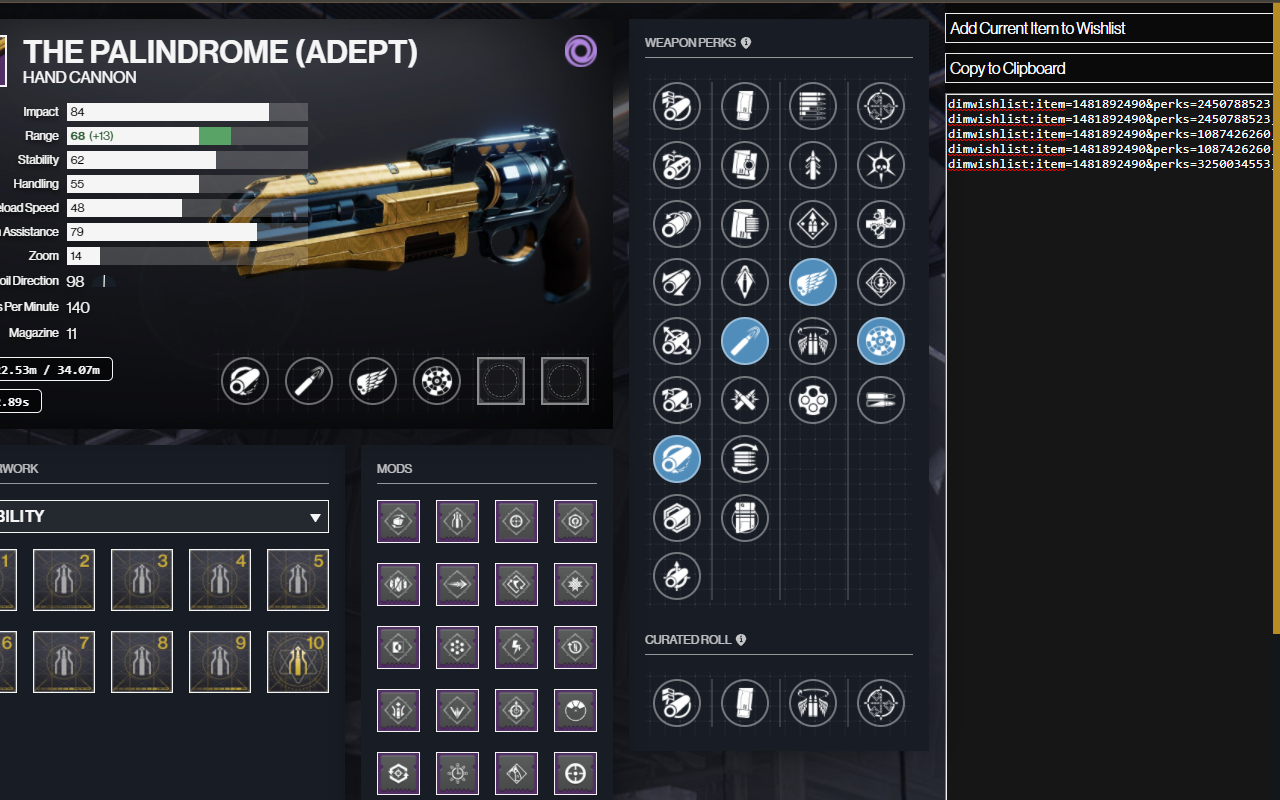 THE PALINDROME (ADEPT)
HAND CANNON
Impact 84
Range 68 (+13)
Stability 62
Handling 55
eload Speed 48
Assistance 79
Zoom 14
oil Direction 98
s Per Minute 140
Magazine 11
2.53m / 34.07m
.89s
RWORK
BILITY
1 2 3 4 5
6 7 8 9 10
MODS
WEAPON PERKS
CURATED ROLL
Add Current Item to Wishlist
Copy to Clipboard
dimwishlist:item=1481892490&perks=2450788523
dimwishlist:item=1481892490&perks=2450788523
dimwishlist:item=1481892490&perks=1087426260
dimwishlist:item=1481892490&perks=1087426260
dimwishlist:item=1481892490&perks=3250034553